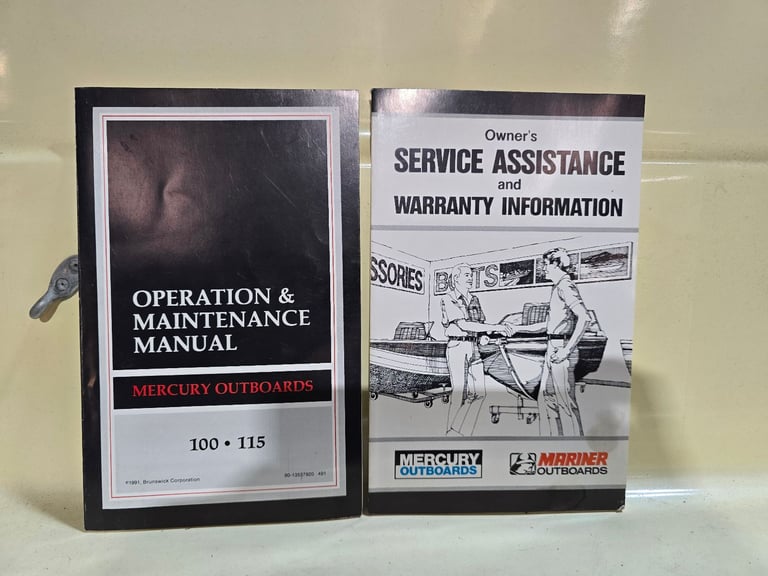 OPERATION &
MAINTENANCE
MANUAL
MERCURY OUTBOARDS
100 • 115
©1991, Brunswick Corporation
Owner's
SERVICE ASSISTANCE
and
WARRANTY INFORMATION
SSORIES
MERCURY
OUTBOARDS
MARINER
OUTBOARDS